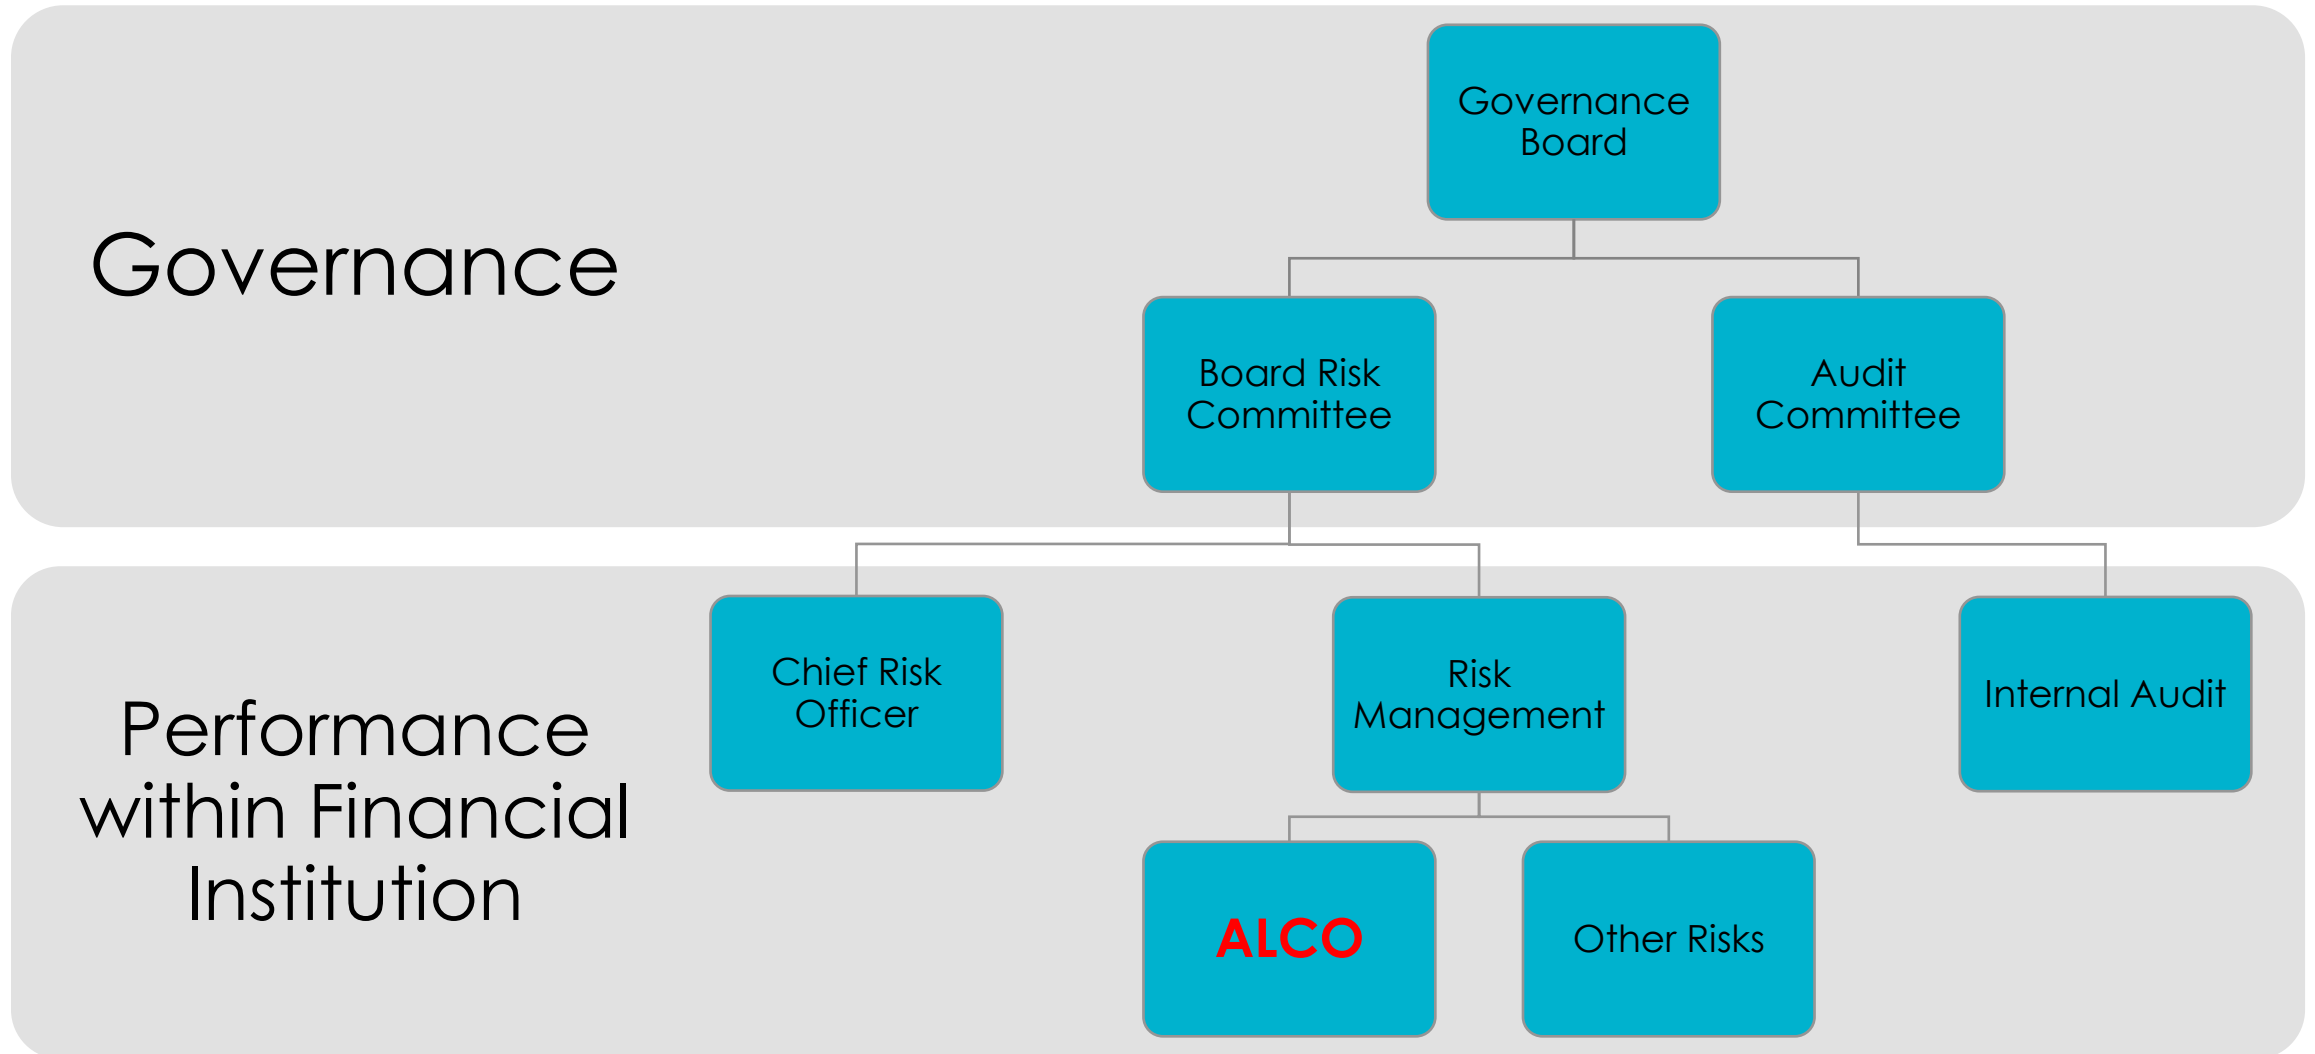 Governance
Governance
Board
Board Risk
Committee
Audit
Committee
Performance
within Financial
Institution
Chief Risk
Officer
Risk
Management
Internal Audit
ALCO
Other Risks